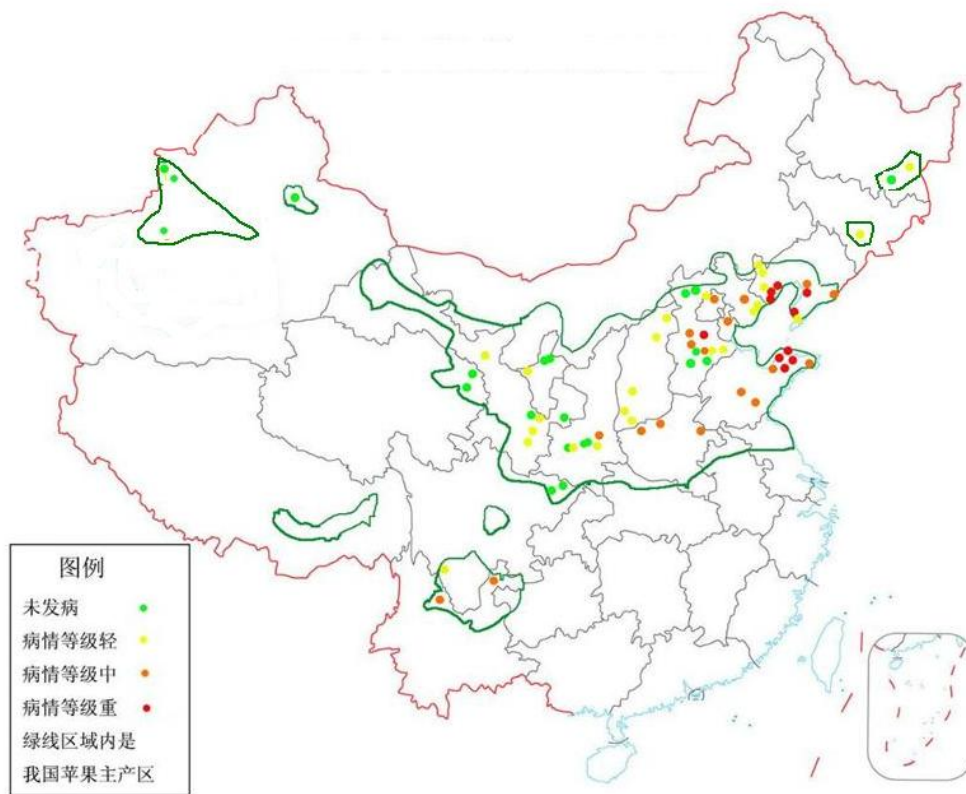 图例
未发病
病情等级轻
病情等级中
病情等级重
绿线区域内是
我国苹果主产区